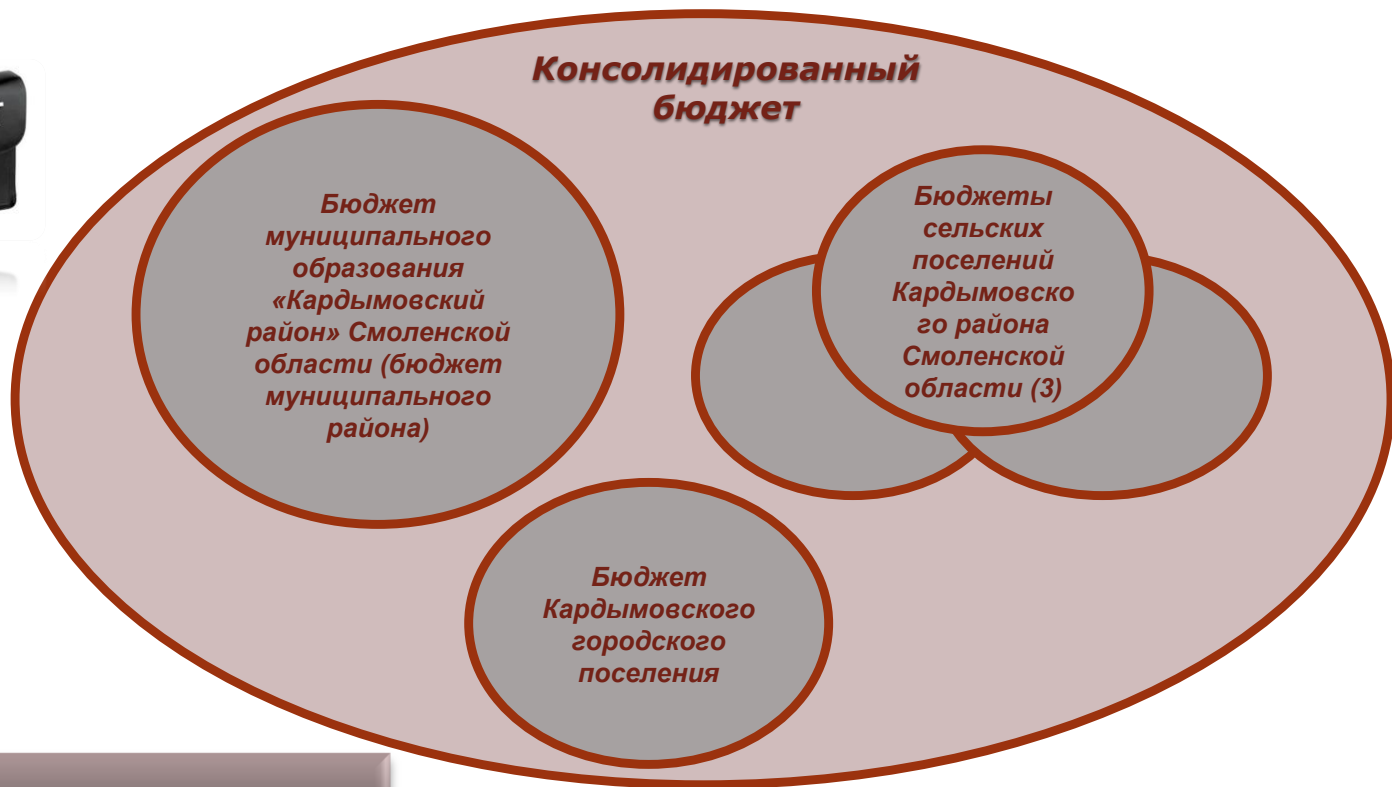 Консолидированный
бюджет
Бюджет
муниципального
образования
«Кардымовский
район» Смоленской
области (бюджет
муниципального
района)
Бюджеты
сельских
поселений
Кардымовско
го района
Смоленской
области (3)
Бюджет
Кардымовского
городского
поселения